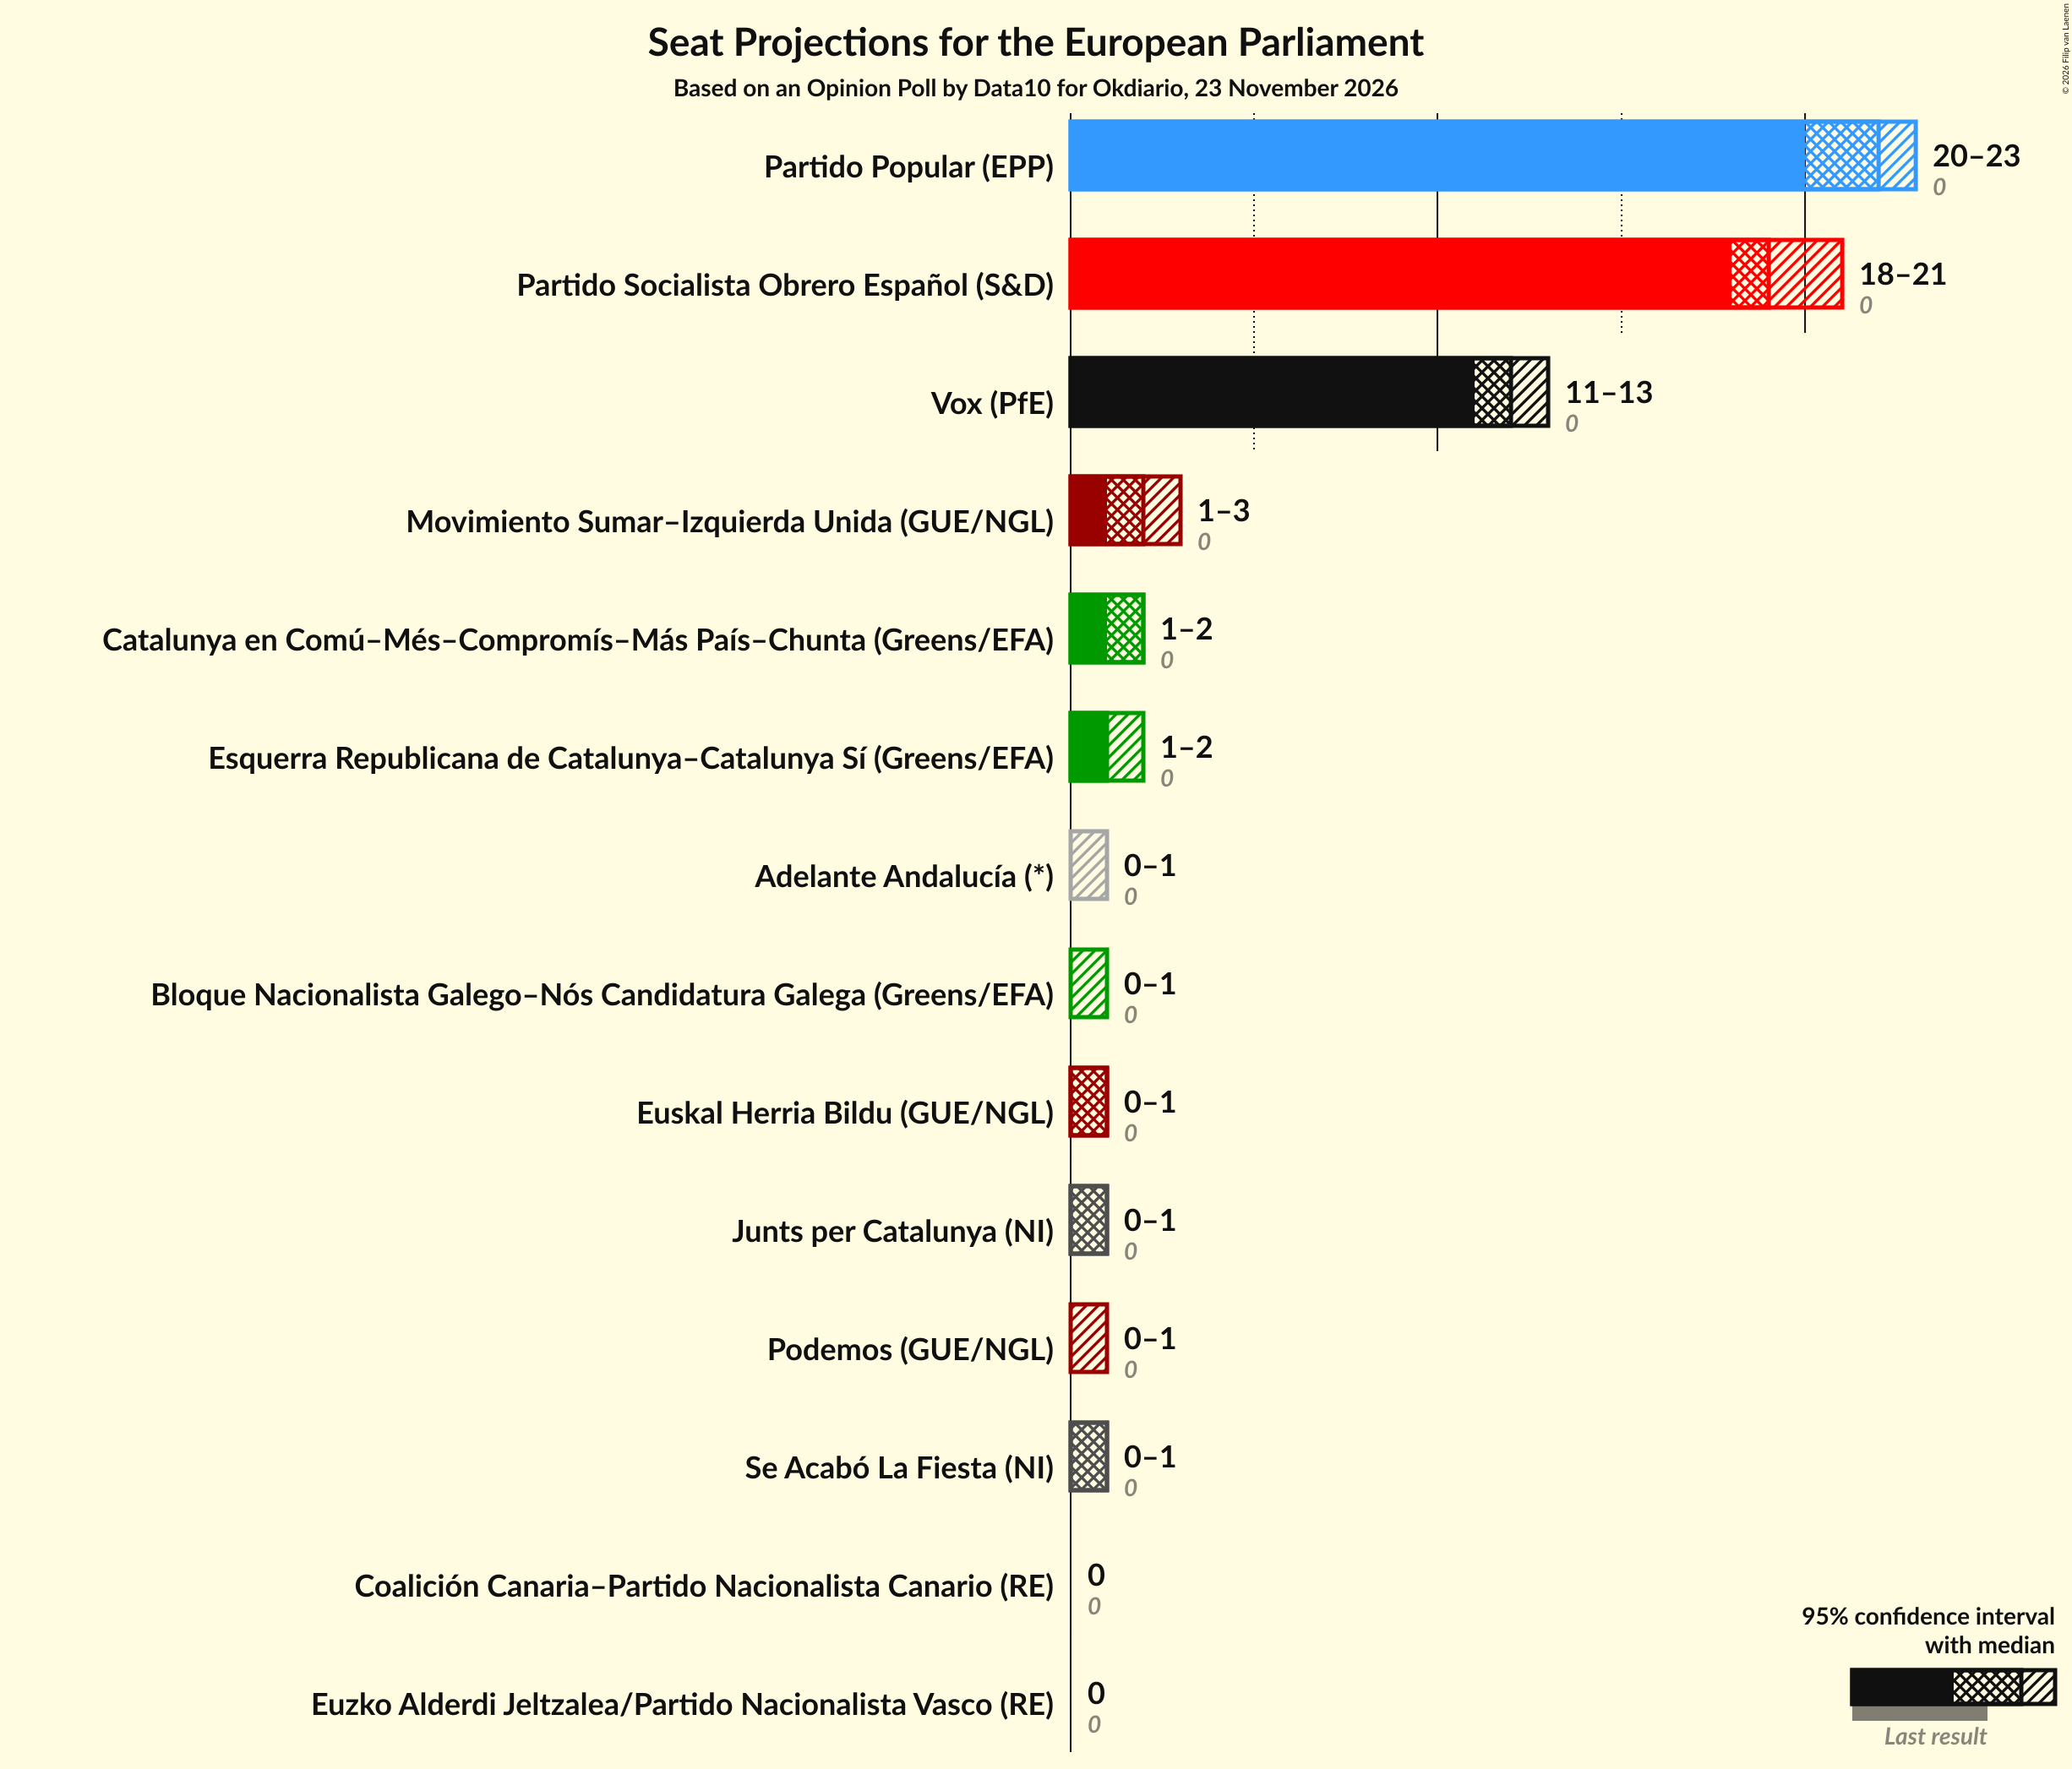 Seat Projections for the European Parliament
Based on an Opinion Poll by Data10 for Okdiario, 23 November 2026
© 2026 Filip van Laenen
Partido Popular (EPP)
20–23
0
Partido Socialista Obrero Español (S&D)
18–21
0
Vox (PfE)
11–13
0
Movimiento Sumar–Izquierda Unida (GUE/NGL)
1–3
0
Catalunya en Comú–Més–Compromís–Más País–Chunta (Greens/EFA)
1–2
0
Esquerra Republicana de Catalunya–Catalunya Sí (Greens/EFA)
1–2
0
Adelante Andalucía (*)
0–1
0
Bloque Nacionalista Galego–Nós Candidatura Galega (Greens/EFA)
0–1
0
Euskal Herria Bildu (GUE/NGL)
0–1
0
Junts per Catalunya (NI)
0–1
0
Podemos (GUE/NGL)
0–1
0
Se Acabó La Fiesta (NI)
0–1
0
Coalición Canaria–Partido Nacionalista Canario (RE)
0
0
Euzko Alderdi Jeltzalea/Partido Nacionalista Vasco (RE)
0
0
95% confidence interval
with median
Last result